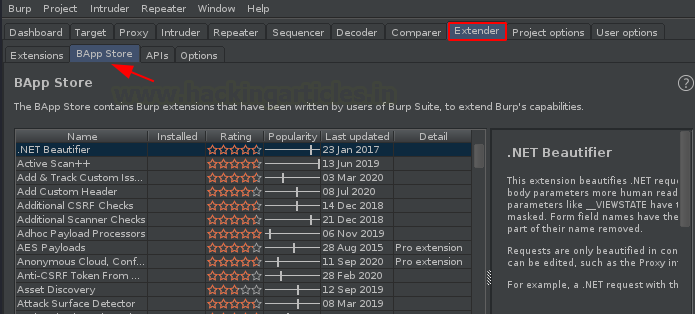 Burp Project Intruder Repeater Window Help
Dashboard Target Proxy Intruder Repeater Sequencer Decoder Comparer Extender Project options User options
Extensions BApp Store APIs Options
www.hackingarticles.in
BApp Store
?
The BApp Store contains Burp extensions that have been written by users of Burp Suite, to extend Burp's capabilities.
Name Installed Rating Popularity Last updated Detail
.NET Beautifier 23 Jan 2017
Active Scan++ 13 Jun 2019
Add & Track Custom Iss... 03 Mar 2020
Add Custom Header 08 Jul 2020
Additional CSRF Checks 14 Dec 2018
Additional Scanner Checks 21 Dec 2018
Adhoc Payload Processors 06 Nov 2019
AES Payloads 28 Aug 2015 Pro extension
Anonymous Cloud, Conf... 11 Sep 2020 Pro extension
Anti-CSRF Token From ... 28 Feb 2020
Asset Discovery 12 Sep 2019
Attack Surface Detector 08 Mar 2019
.NET Beautifier
This extension beautifies .NET reque
body parameters more human read
parameters like __VIEWSTATE have t
masked. Form field names have the
part of their name removed.
Requests are only beautified in con
can be edited, such as the Proxy in
For example, a .NET request with th